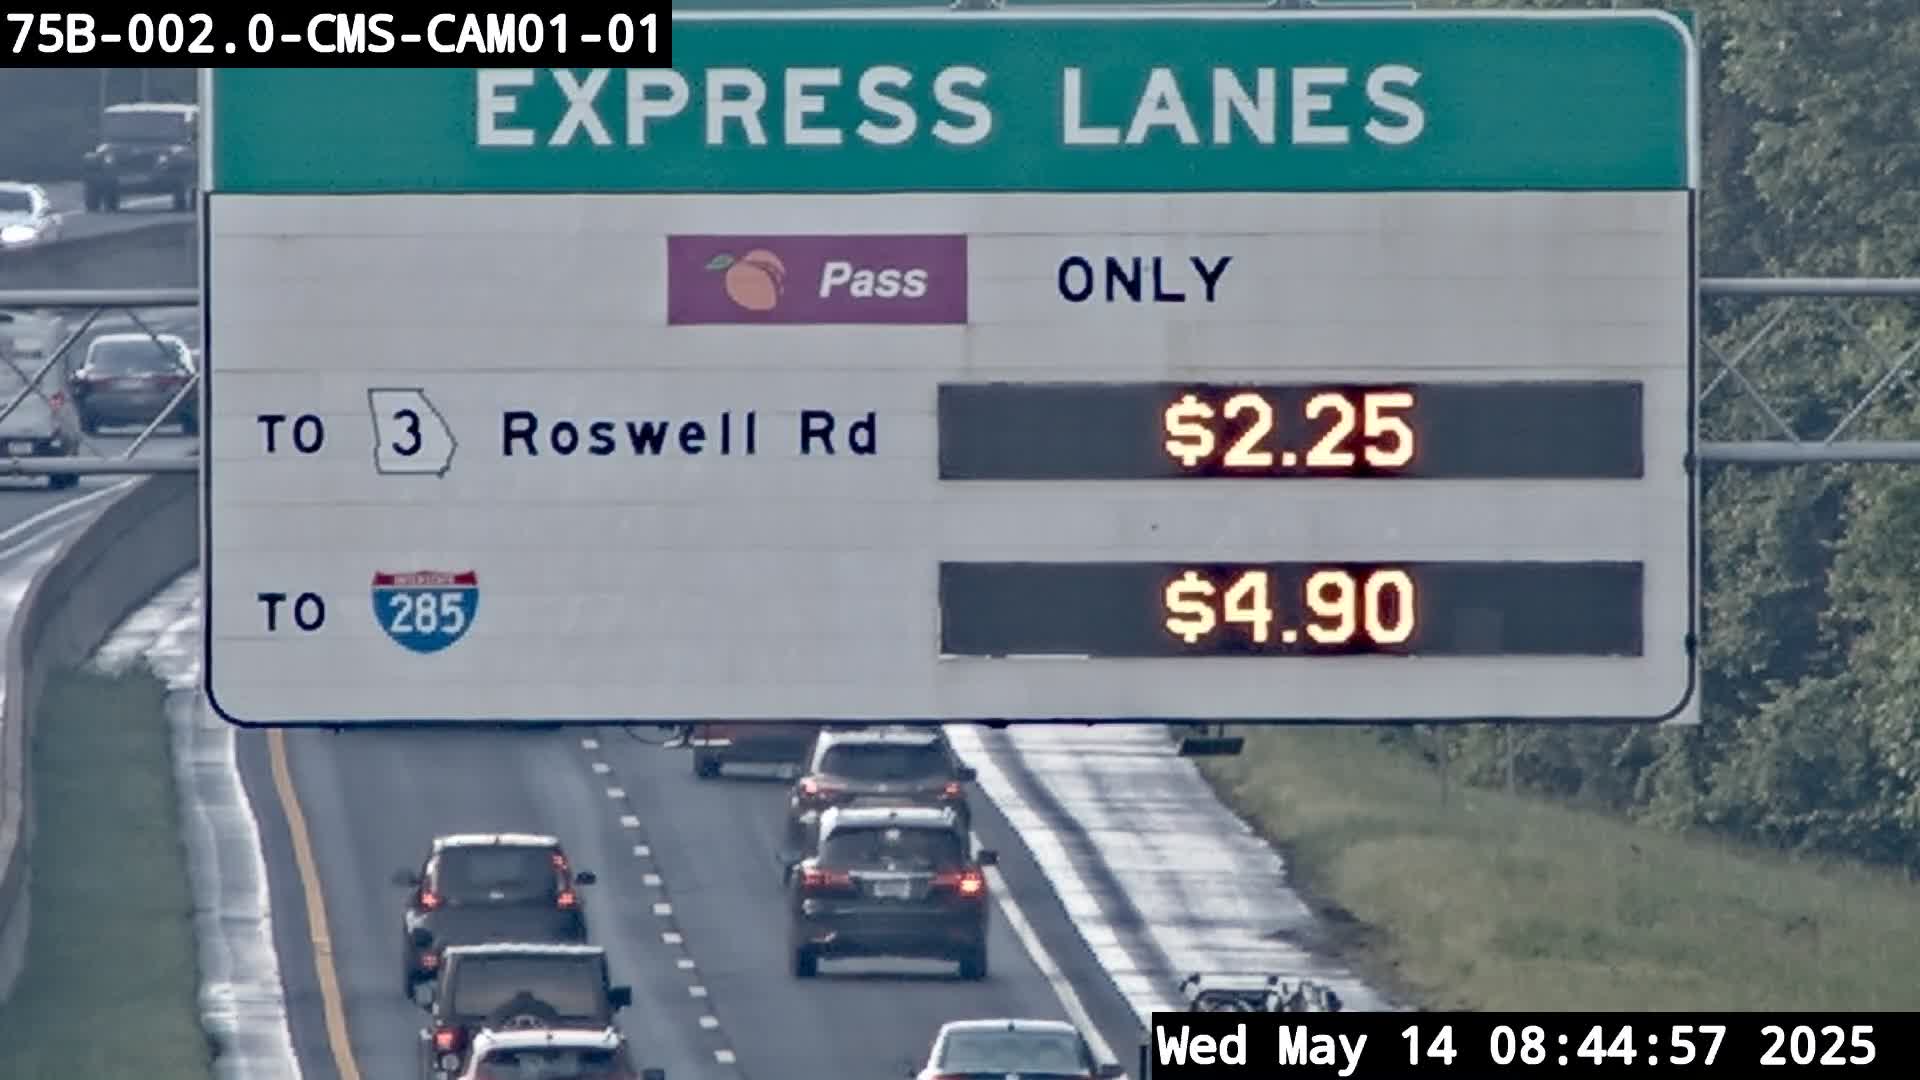 75B-002.0-CMS-CAM01-01
EXPRESS LANES
Pass ONLY
TO 3 Roswell Rd $2.25
INTERSTATE
TO 285 $4.90
Wed May 14 08:44:57 2025